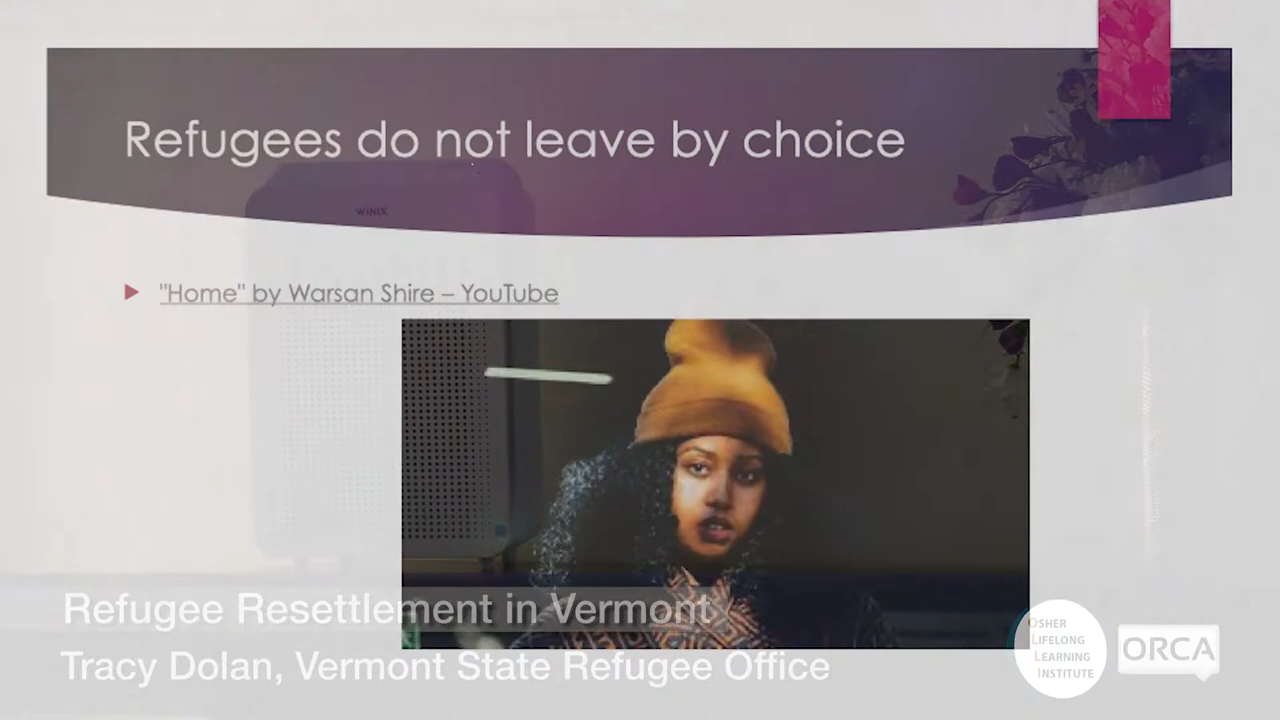 Refugees do not leave by choice
WINIX
"Home" by Warsan Shire – YouTube
Refugee Resettlement in Vermont
Tracy Dolan, Vermont State Refugee Office
OSHER
LIFELONG
LEARNING
INSTITUTE
ORCA